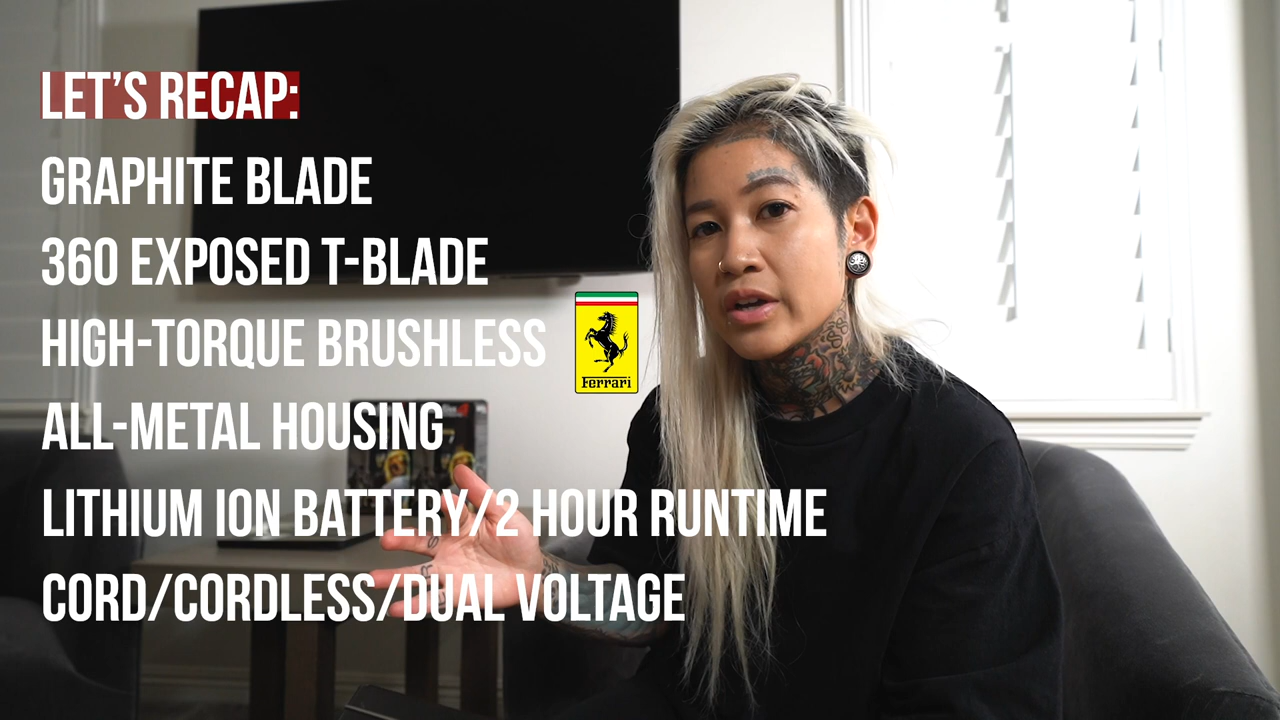 LET'S RECAP:
GRAPHITE BLADE
360 EXPOSED T-BLADE
HIGH-TORQUE BRUSHLESS
Ferrari
ALL-METAL HOUSING
LITHIUM ION BATTERY/2 HOUR RUNTIME
CORD/CORDLESS/DUAL VOLTAGE